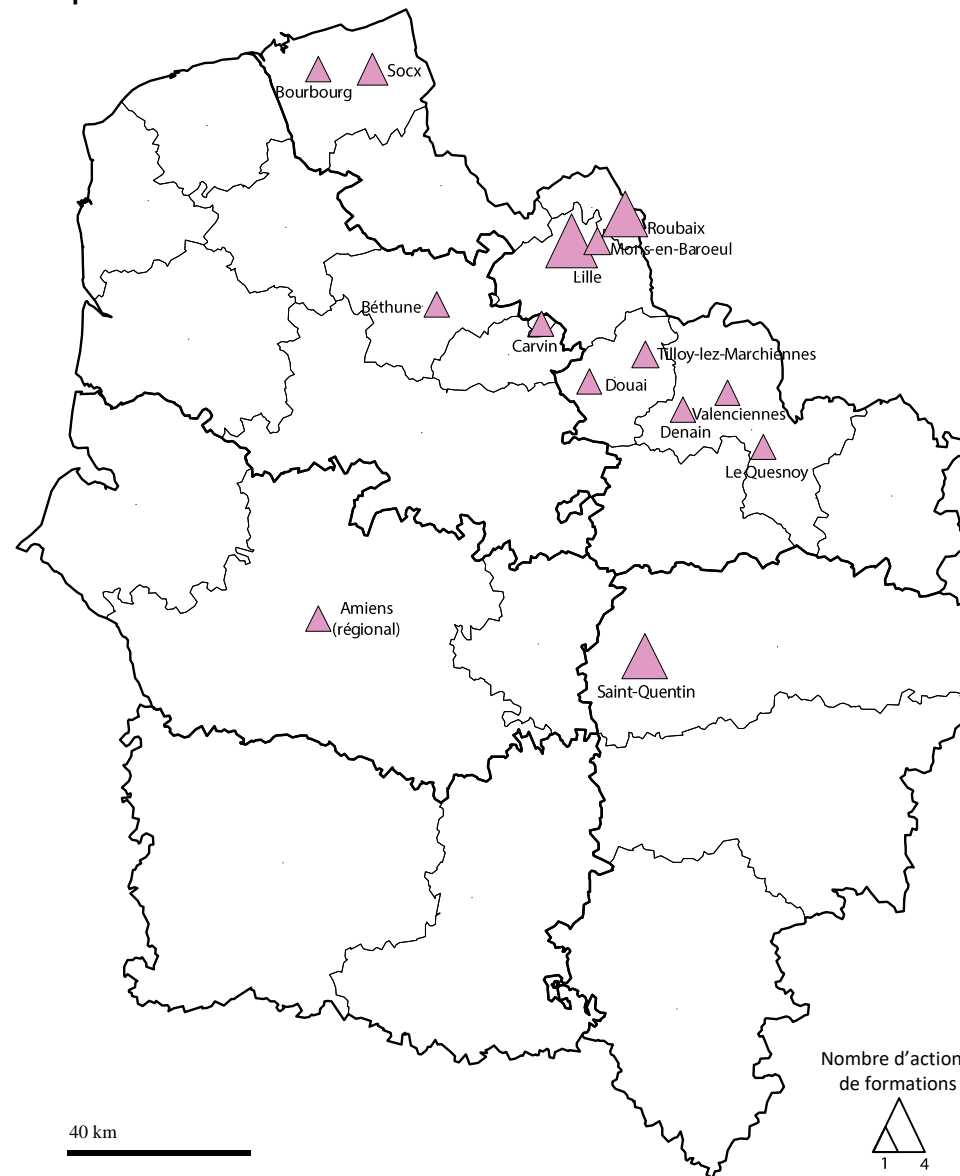 Socx
Bourbourg
Roubaix
Mons-en-Baroeul
Lille
Béthune
Carvin
Tilloy-lez-Marchiennes
Douai
Valenciennes
Denain
Le Quesnoy
Amiens
(régional)
Saint-Quentin
Nombre d’action
de formations
40 km
1 4